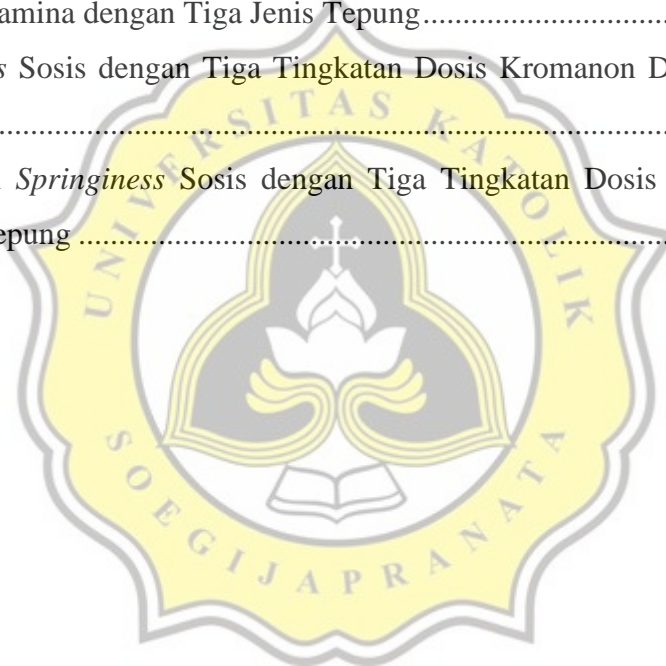 amina dengan Tiga Jenis Tepung..............................
s Sosis dengan Tiga Tingkatan Dosis Kromanon D
.....................................................................................
Springiness Sosis dengan Tiga Tingkatan Dosis
epung ......................................................................
UNIVERSITAS KATOLIK
SOEGIJAPRANATA